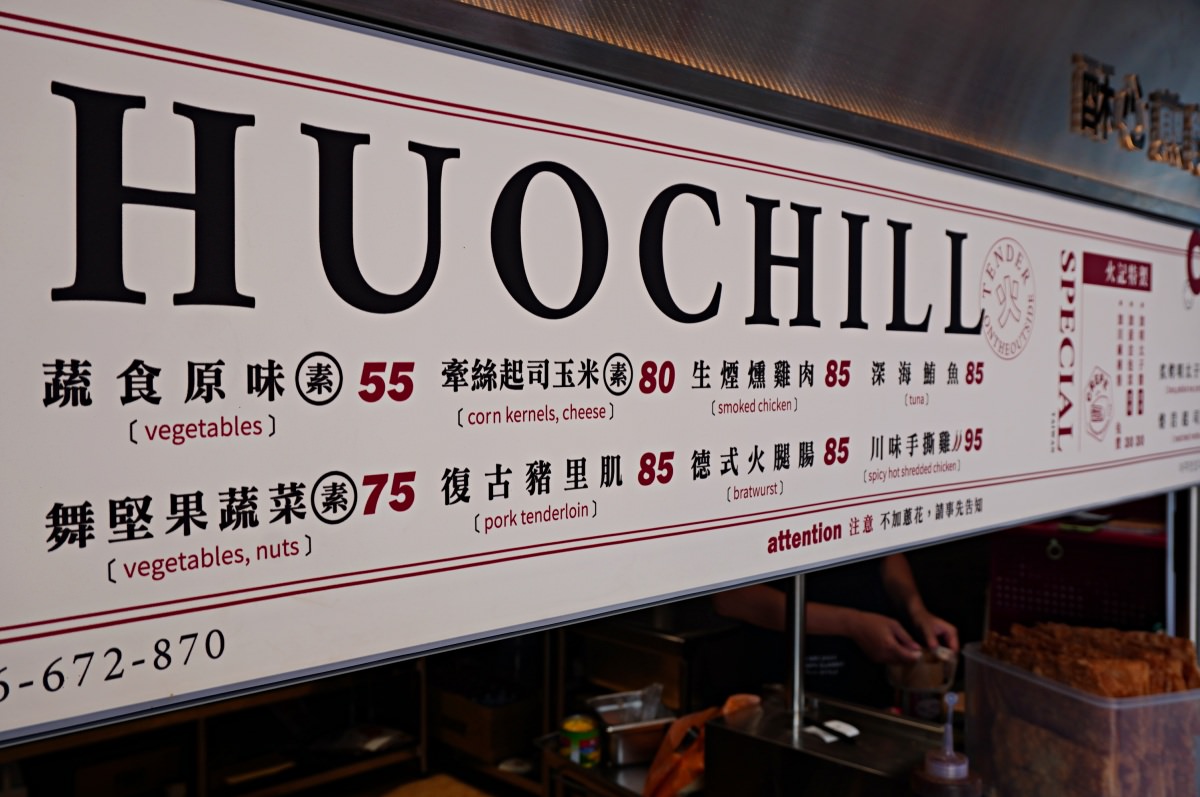 HUOCHILL
TENDER
火
ONTHEOUTSIDE
蔬食原味 素 55
( vegetables )
牽絲起司玉米 素 80
( corn kernels, cheese )
生煙燻雞肉 85
( smoked chicken )
深海鮪魚 85
( tuna )
舞堅果蔬菜 素 75
( vegetables, nuts )
復古豬里肌 85
( pork tenderloin )
德式火腿腸 85
( bratwurst )
川味手撕雞 // 95
( spicy hot shredded chicken )
attention 注意 不加蔥花，請事先告知
-672-870
SPECIAL
火記特製
酥心